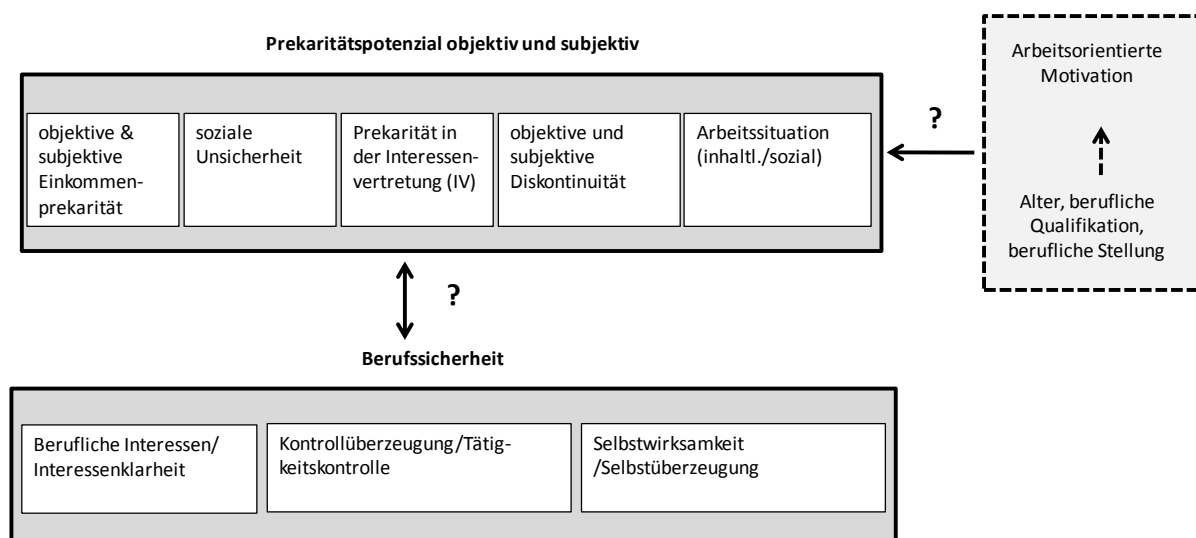 Prekaritätspotenzial objektiv und subjektiv
objektive &
subjektive
Einkommen-
prekarität
soziale
Unsicherheit
Prekarität in
der Interessen-
vertretung (IV)
objektive und
subjektive
Diskontinuität
Arbeitssituation
(inhaltl./sozial)
?
Arbeitsorientierte
Motivation
Alter, berufliche
Qualifikation,
berufliche Stellung
?
Berufssicherheit
Berufliche Interessen/
Interessenklarheit
Kontrollüberzeugung/Tätig-
keitskontrolle
Selbstwirksamkeit
/Selbstüberzeugung